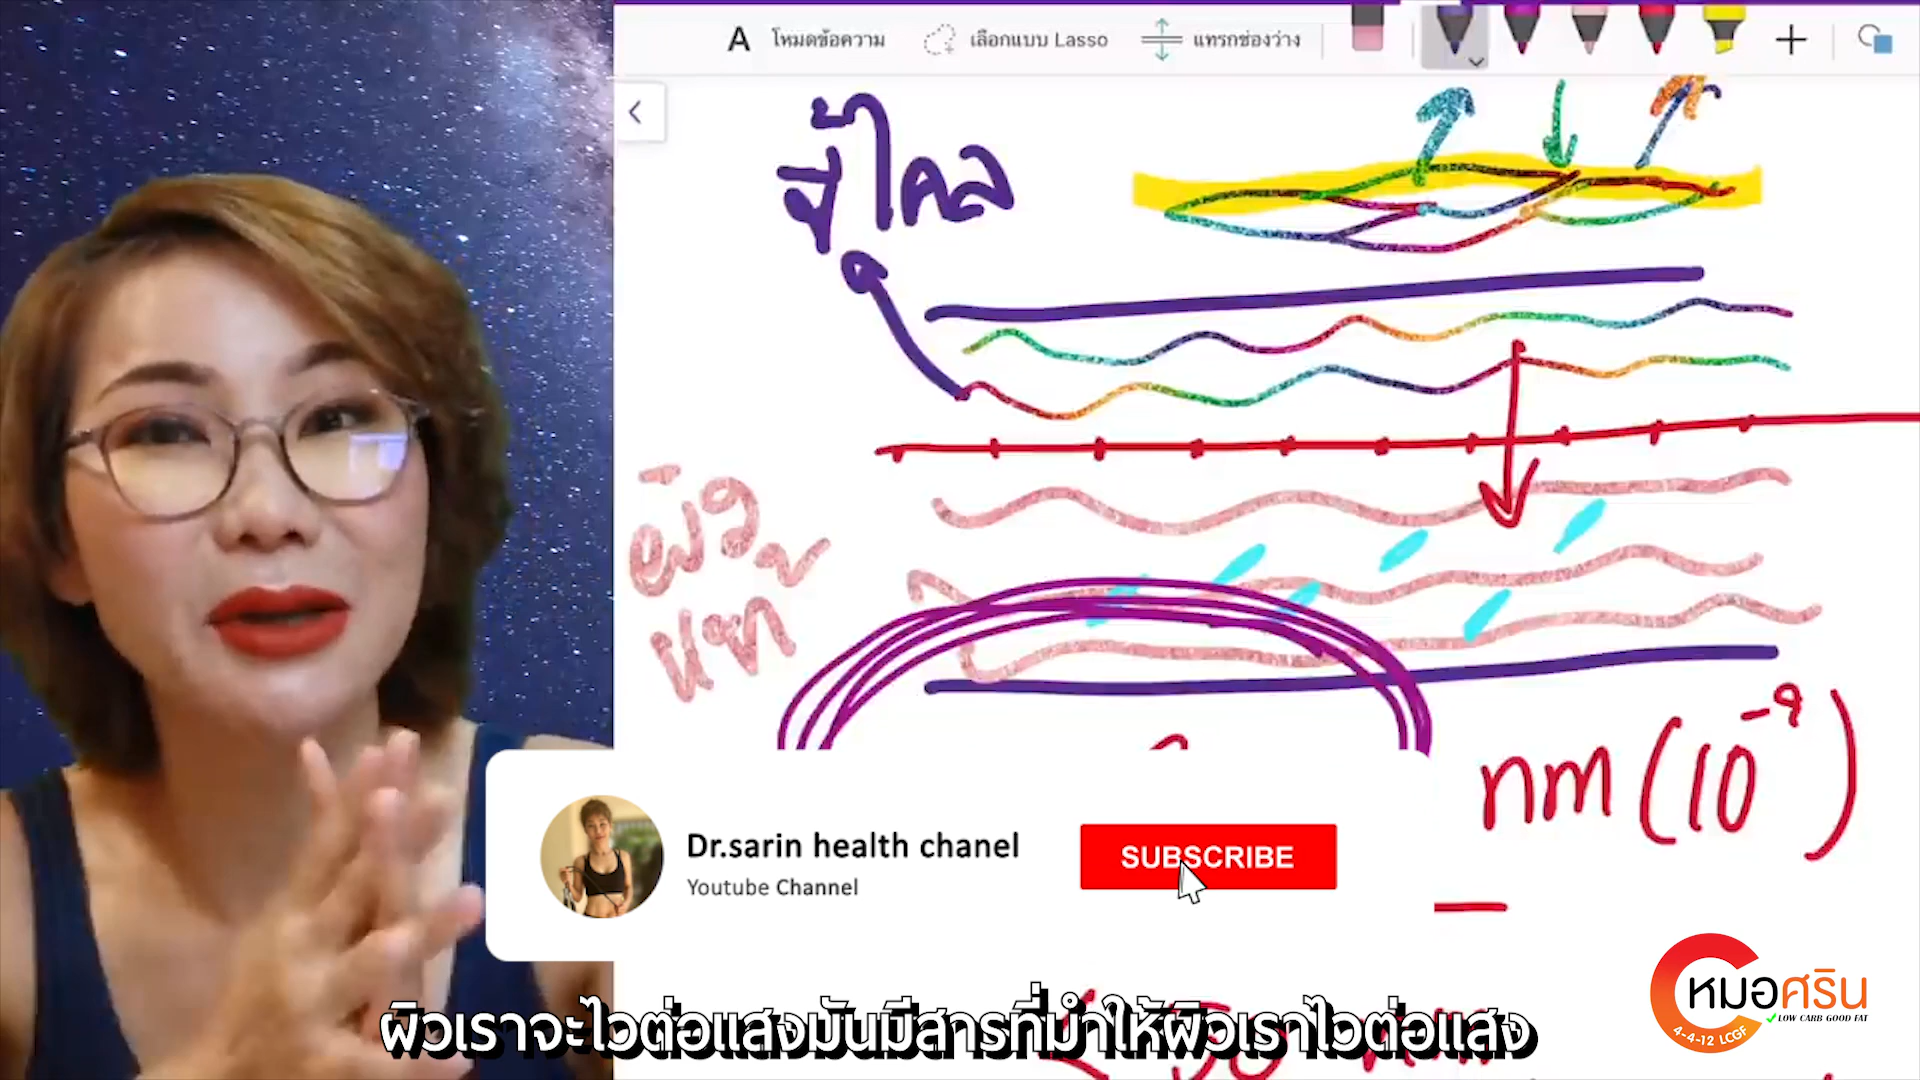 A โหมดข้อความ เลือกแบบ Lasso แทรกช่องว่าง
ขี้ไคล
ผิว
แท้
nm (10⁻⁹)
Dr.sarin health chanel
Youtube Channel
SUBSCRIBE
หมอศริน
LOW CARB GOOD FAT
4-4-12 LCGF
ผิวเราจะไวต่อแสงมันมีสารที่ทำให้ผิวเราไวต่อแสง